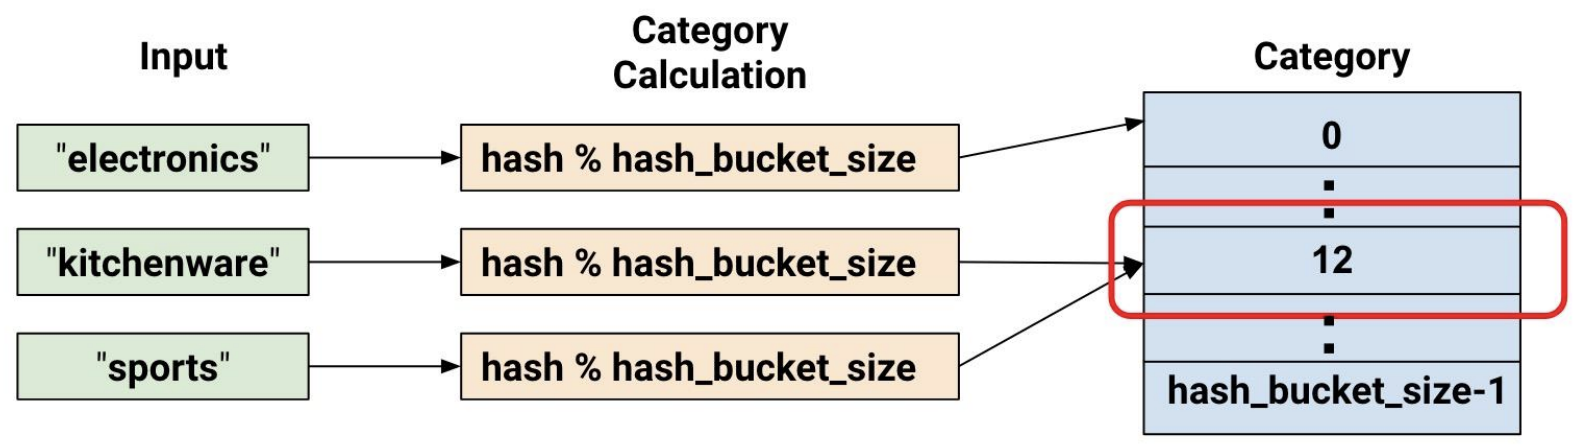 Input
Category
Calculation
Category
"electronics"
hash % hash_bucket_size
0
"kitchenware"
hash % hash_bucket_size
12
"sports"
hash % hash_bucket_size
hash_bucket_size-1